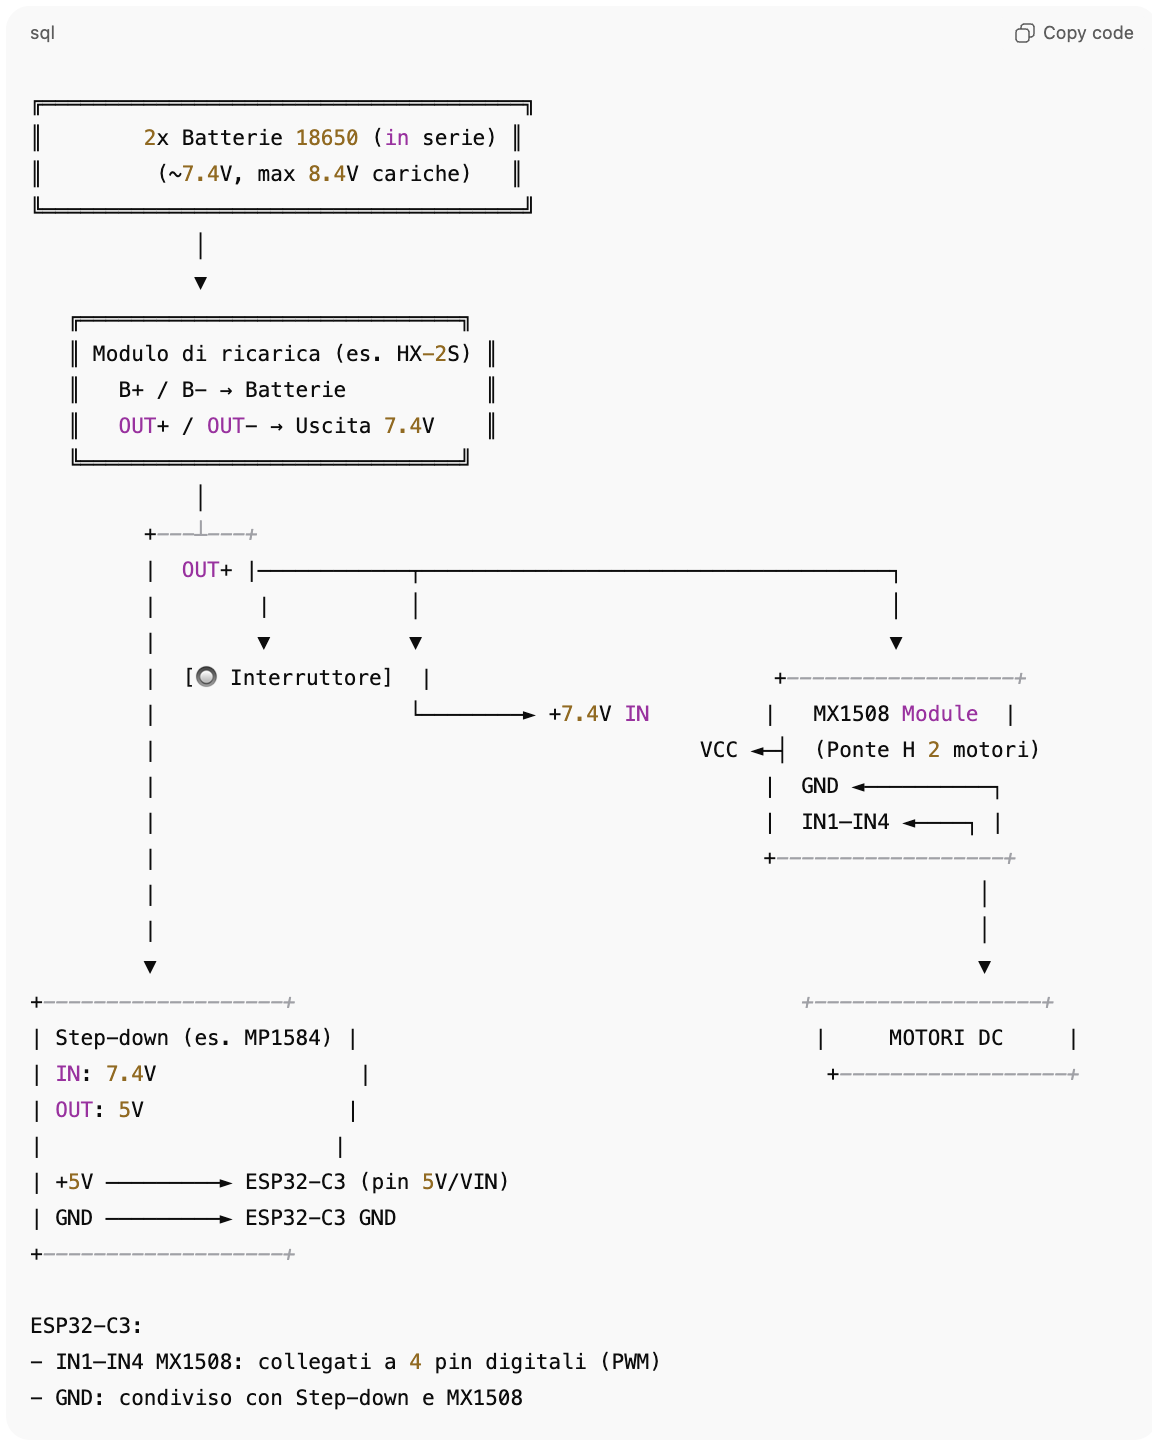 sql
Copy code
2x Batterie 18650 (in serie)
(~7.4V, max 8.4V cariche)
Modulo di ricarica (es. HX-2S)
B+ / B- → Batterie
OUT+ / OUT- → Uscita 7.4V
OUT+
[🔘 Interruttore]
+7.4V IN
MX1508 Module
VCC
(Ponte H 2 motori)
GND
IN1–IN4
Step-down (es. MP1584)
MOTORI DC
IN: 7.4V
OUT: 5V
+5V ─────────► ESP32-C3 (pin 5V/VIN)
GND ─────────► ESP32-C3 GND
ESP32-C3:
- IN1–IN4 MX1508: collegati a 4 pin digitali (PWM)
- GND: condiviso con Step-down e MX1508